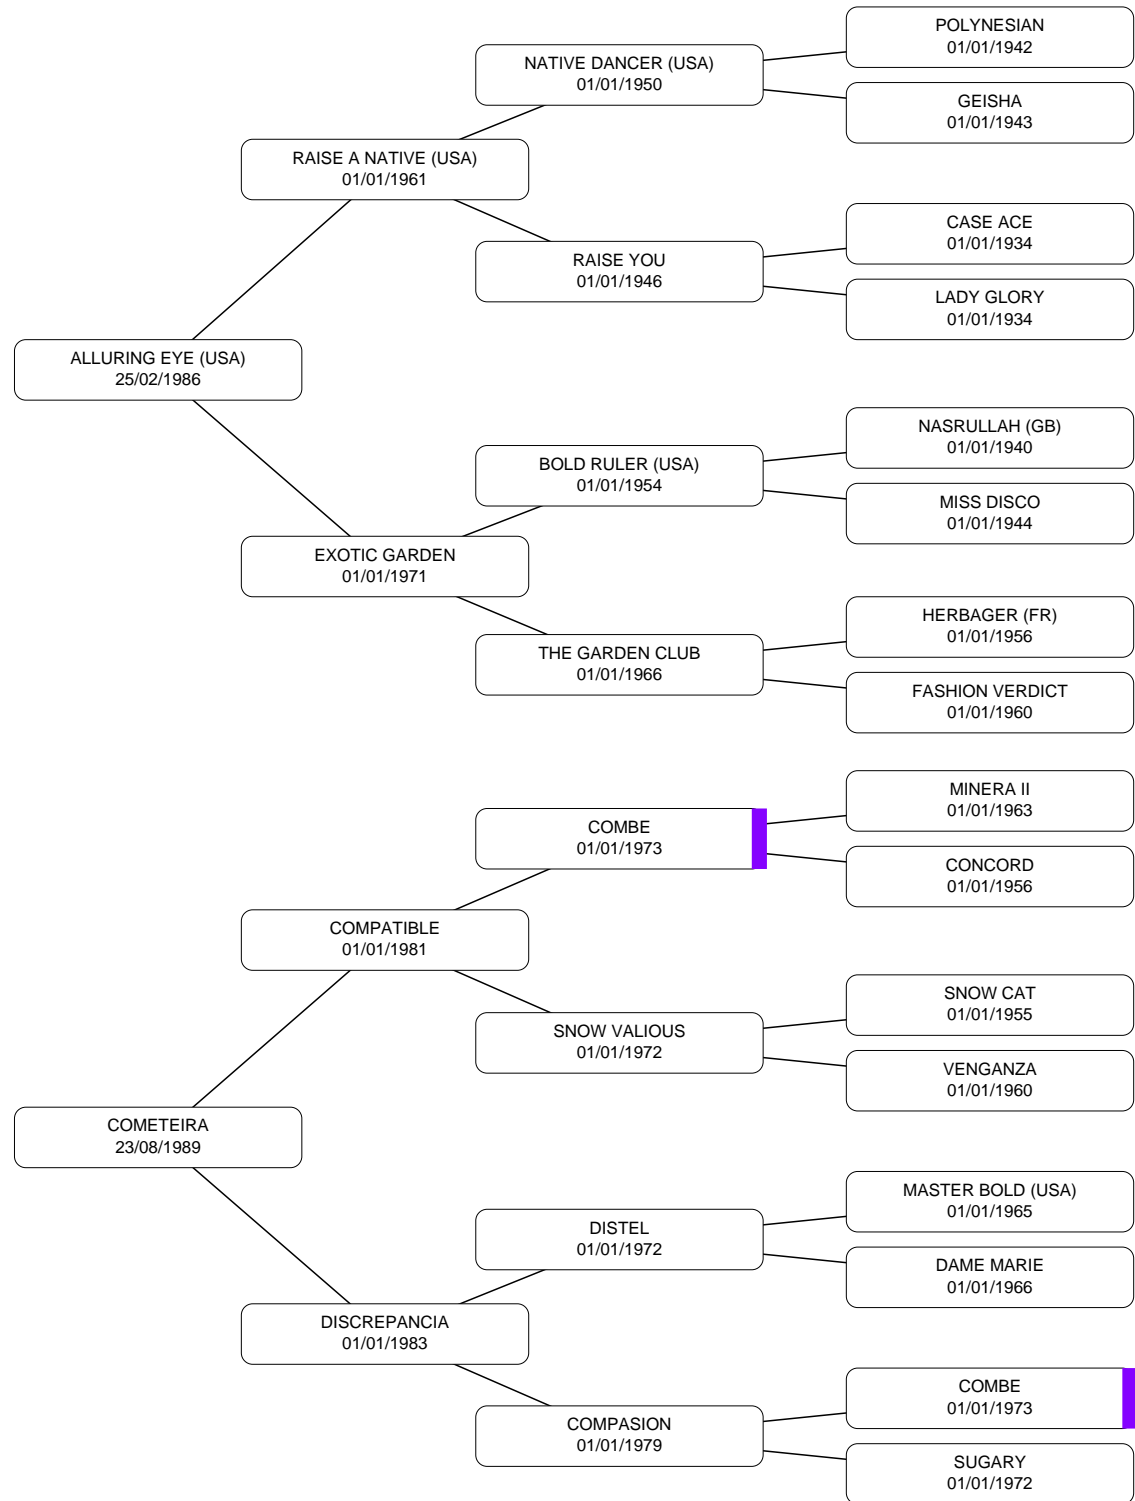 POLYNESIAN
01/01/1942
NATIVE DANCER (USA)
01/01/1950
GEISHA
01/01/1943
RAISE A NATIVE (USA)
01/01/1961
CASE ACE
01/01/1934
RAISE YOU
01/01/1946
LADY GLORY
01/01/1934
ALLURING EYE (USA)
25/02/1986
NASRULLAH (GB)
01/01/1940
BOLD RULER (USA)
01/01/1954
MISS DISCO
01/01/1944
EXOTIC GARDEN
01/01/1971
HERBAGER (FR)
01/01/1956
THE GARDEN CLUB
01/01/1966
FASHION VERDICT
01/01/1960
MINERA II
01/01/1963
COMBE
01/01/1973
CONCORD
01/01/1956
COMPATIBLE
01/01/1981
SNOW CAT
01/01/1955
SNOW VALIOUS
01/01/1972
VENGANZA
01/01/1960
COMETEIRA
23/08/1989
MASTER BOLD (USA)
01/01/1965
DISTEL
01/01/1972
DAME MARIE
01/01/1966
DISCREPANCIA
01/01/1983
COMBE
01/01/1973
COMPASION
01/01/1979
SUGARY
01/01/1972